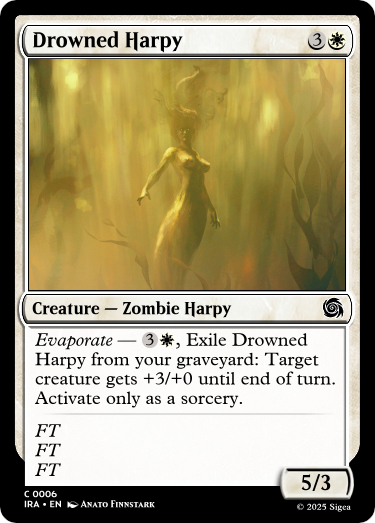 Drowned Harpy
3
Creature — Zombie Harpy
Evaporate — 3, Exile Drowned
Harpy from your graveyard: Target
creature gets +3/+0 until end of turn.
Activate only as a sorcery.
FT
FT
FT
5/3
C 0006
IRA • EN Anato Finnstark
© 2025 Sigea